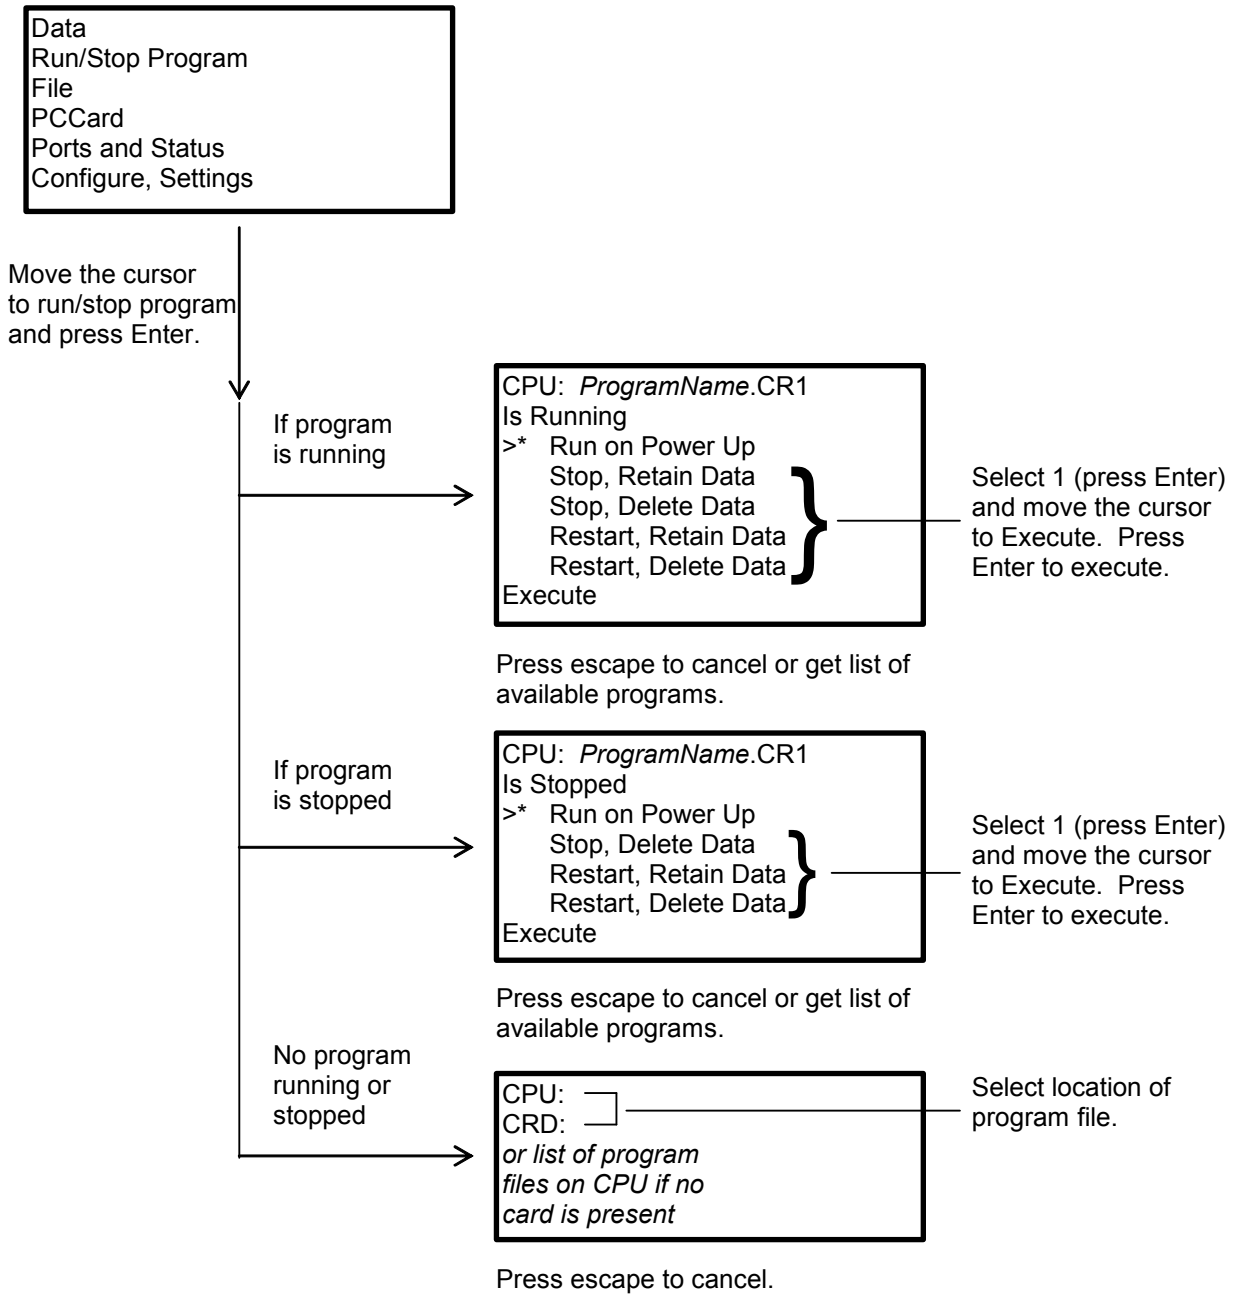 Data
Run/Stop Program
File
PCCard
Ports and Status
Configure, Settings
Move the cursor
to run/stop program
and press Enter.
If program
is running
CPU: ProgramName.CR1
Is Running
>* Run on Power Up
Stop, Retain Data
Stop, Delete Data
Restart, Retain Data
Restart, Delete Data
Execute
Select 1 (press Enter)
and move the cursor
to Execute. Press
Enter to execute.
Press escape to cancel or get list of
available programs.
If program
is stopped
CPU: ProgramName.CR1
Is Stopped
>* Run on Power Up
Stop, Delete Data
Restart, Retain Data
Restart, Delete Data
Execute
Select 1 (press Enter)
and move the cursor
to Execute. Press
Enter to execute.
Press escape to cancel or get list of
available programs.
No program
running or
stopped
CPU:
CRD:
or list of program
files on CPU if no
card is present
Select location of
program file.
Press escape to cancel.